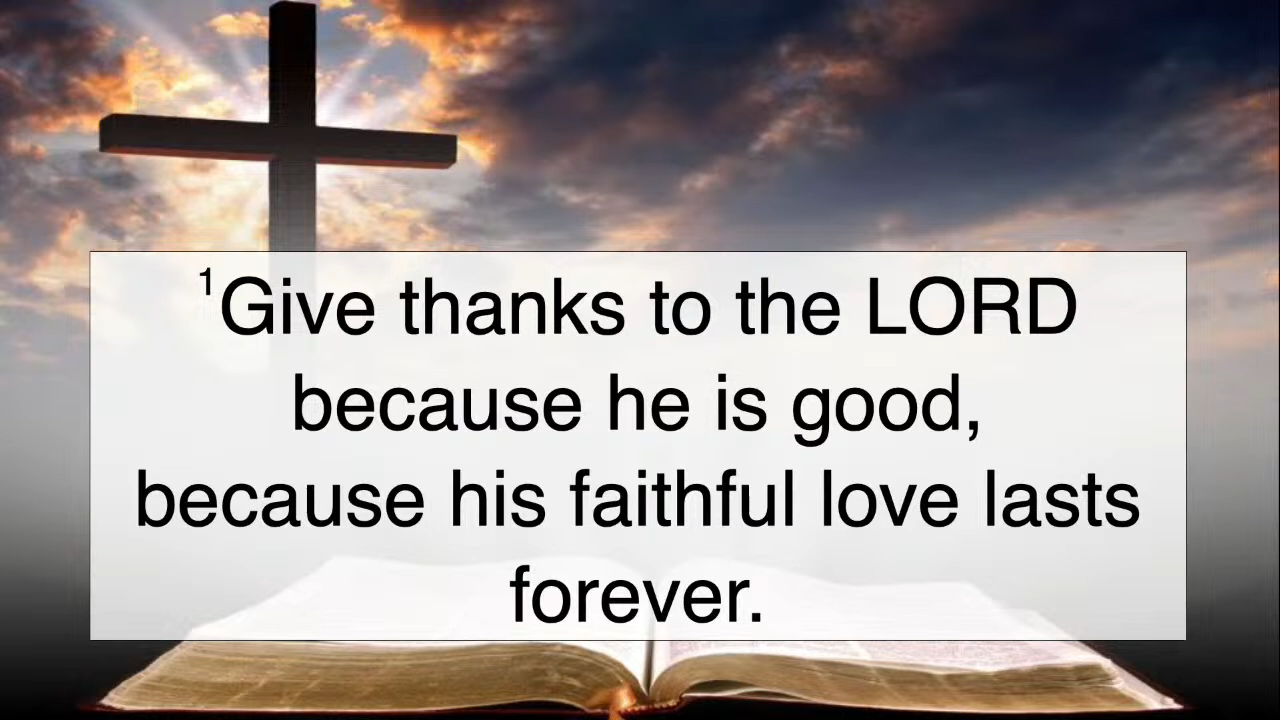 ¹Give thanks to the LORD
because he is good,
because his faithful love lasts
forever.